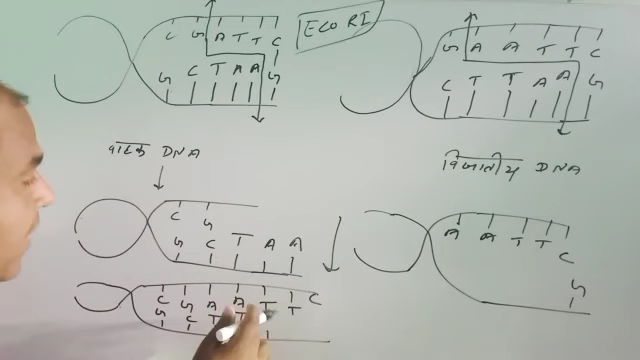 ECO RI
C G A T T C
G C T A A G
G A A T T C
C T T A A G
वाहक DNA
विजातीय DNA
C G
G C T A A
A A T T C
G
C G A A T T C
G C T T